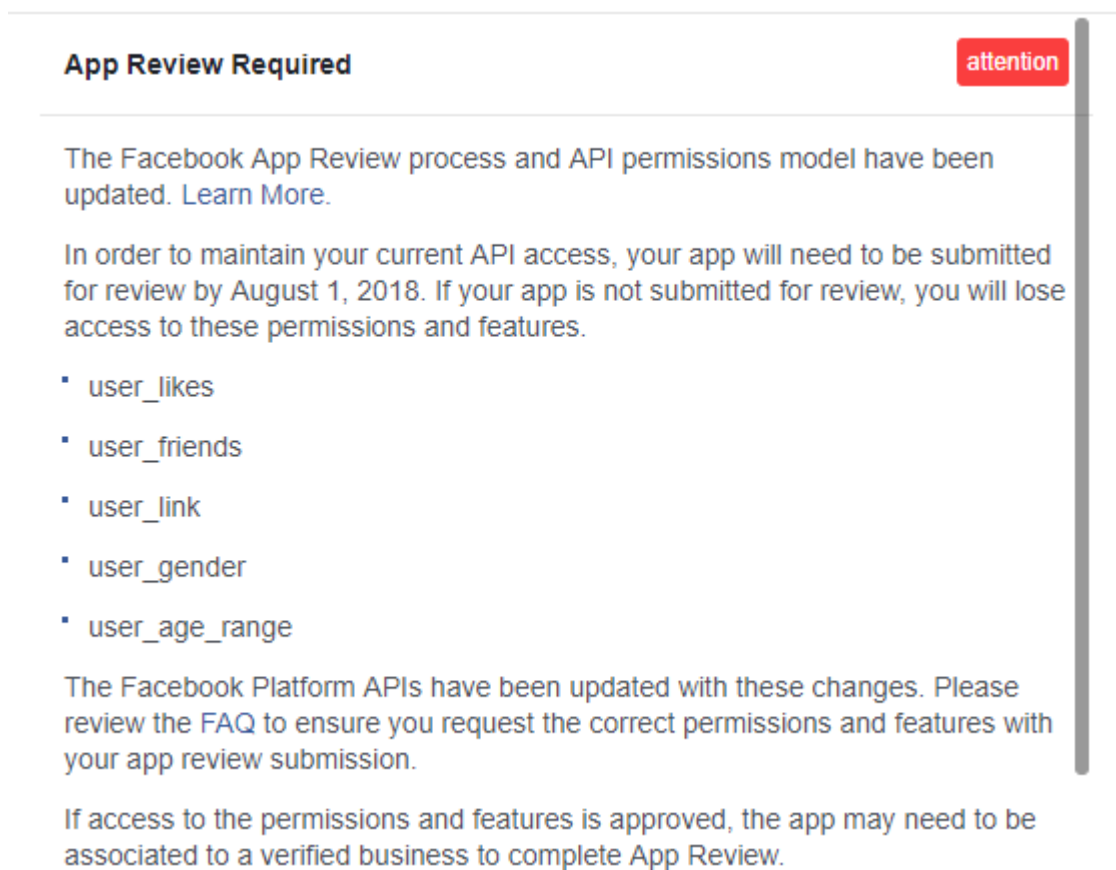 App Review Required
attention
The Facebook App Review process and API permissions model have been
updated. Learn More.
In order to maintain your current API access, your app will need to be submitted
for review by August 1, 2018. If your app is not submitted for review, you will lose
access to these permissions and features.
user_likes
user_friends
user_link
user_gender
user_age_range
The Facebook Platform APIs have been updated with these changes. Please
review the FAQ to ensure you request the correct permissions and features with
your app review submission.
If access to the permissions and features is approved, the app may need to be
associated to a verified business to complete App Review.